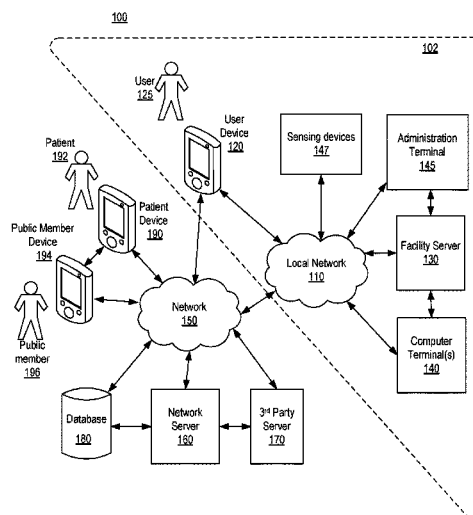 100
102
User
125
User
Device
120
Sensing devices
147
Administration
Terminal
145
Patient
192
Patient
Device
190
Public Member
Device
194
Local Network
110
Facility Server
130
Network
150
Public
member
196
Computer
Terminal(s)
140
Database
180
Network
Server
160
3rd Party
Server
170